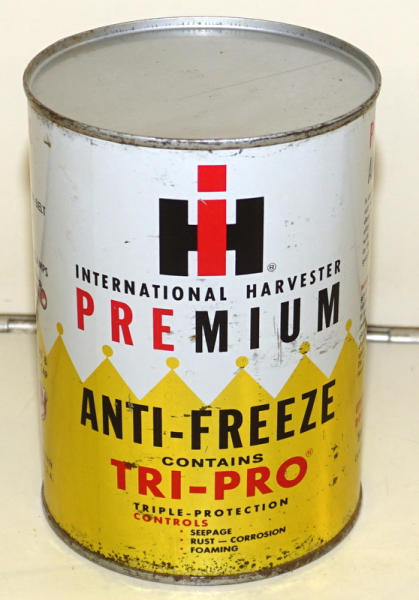 IH®
INTERNATIONAL HARVESTER
PREMIUM
ANTI-FREEZE
CONTAINS
TRI-PRO®
TRIPLE-PROTECTION
CONTROLS
• SEEPAGE
• RUST — CORROSION
• FOAMING